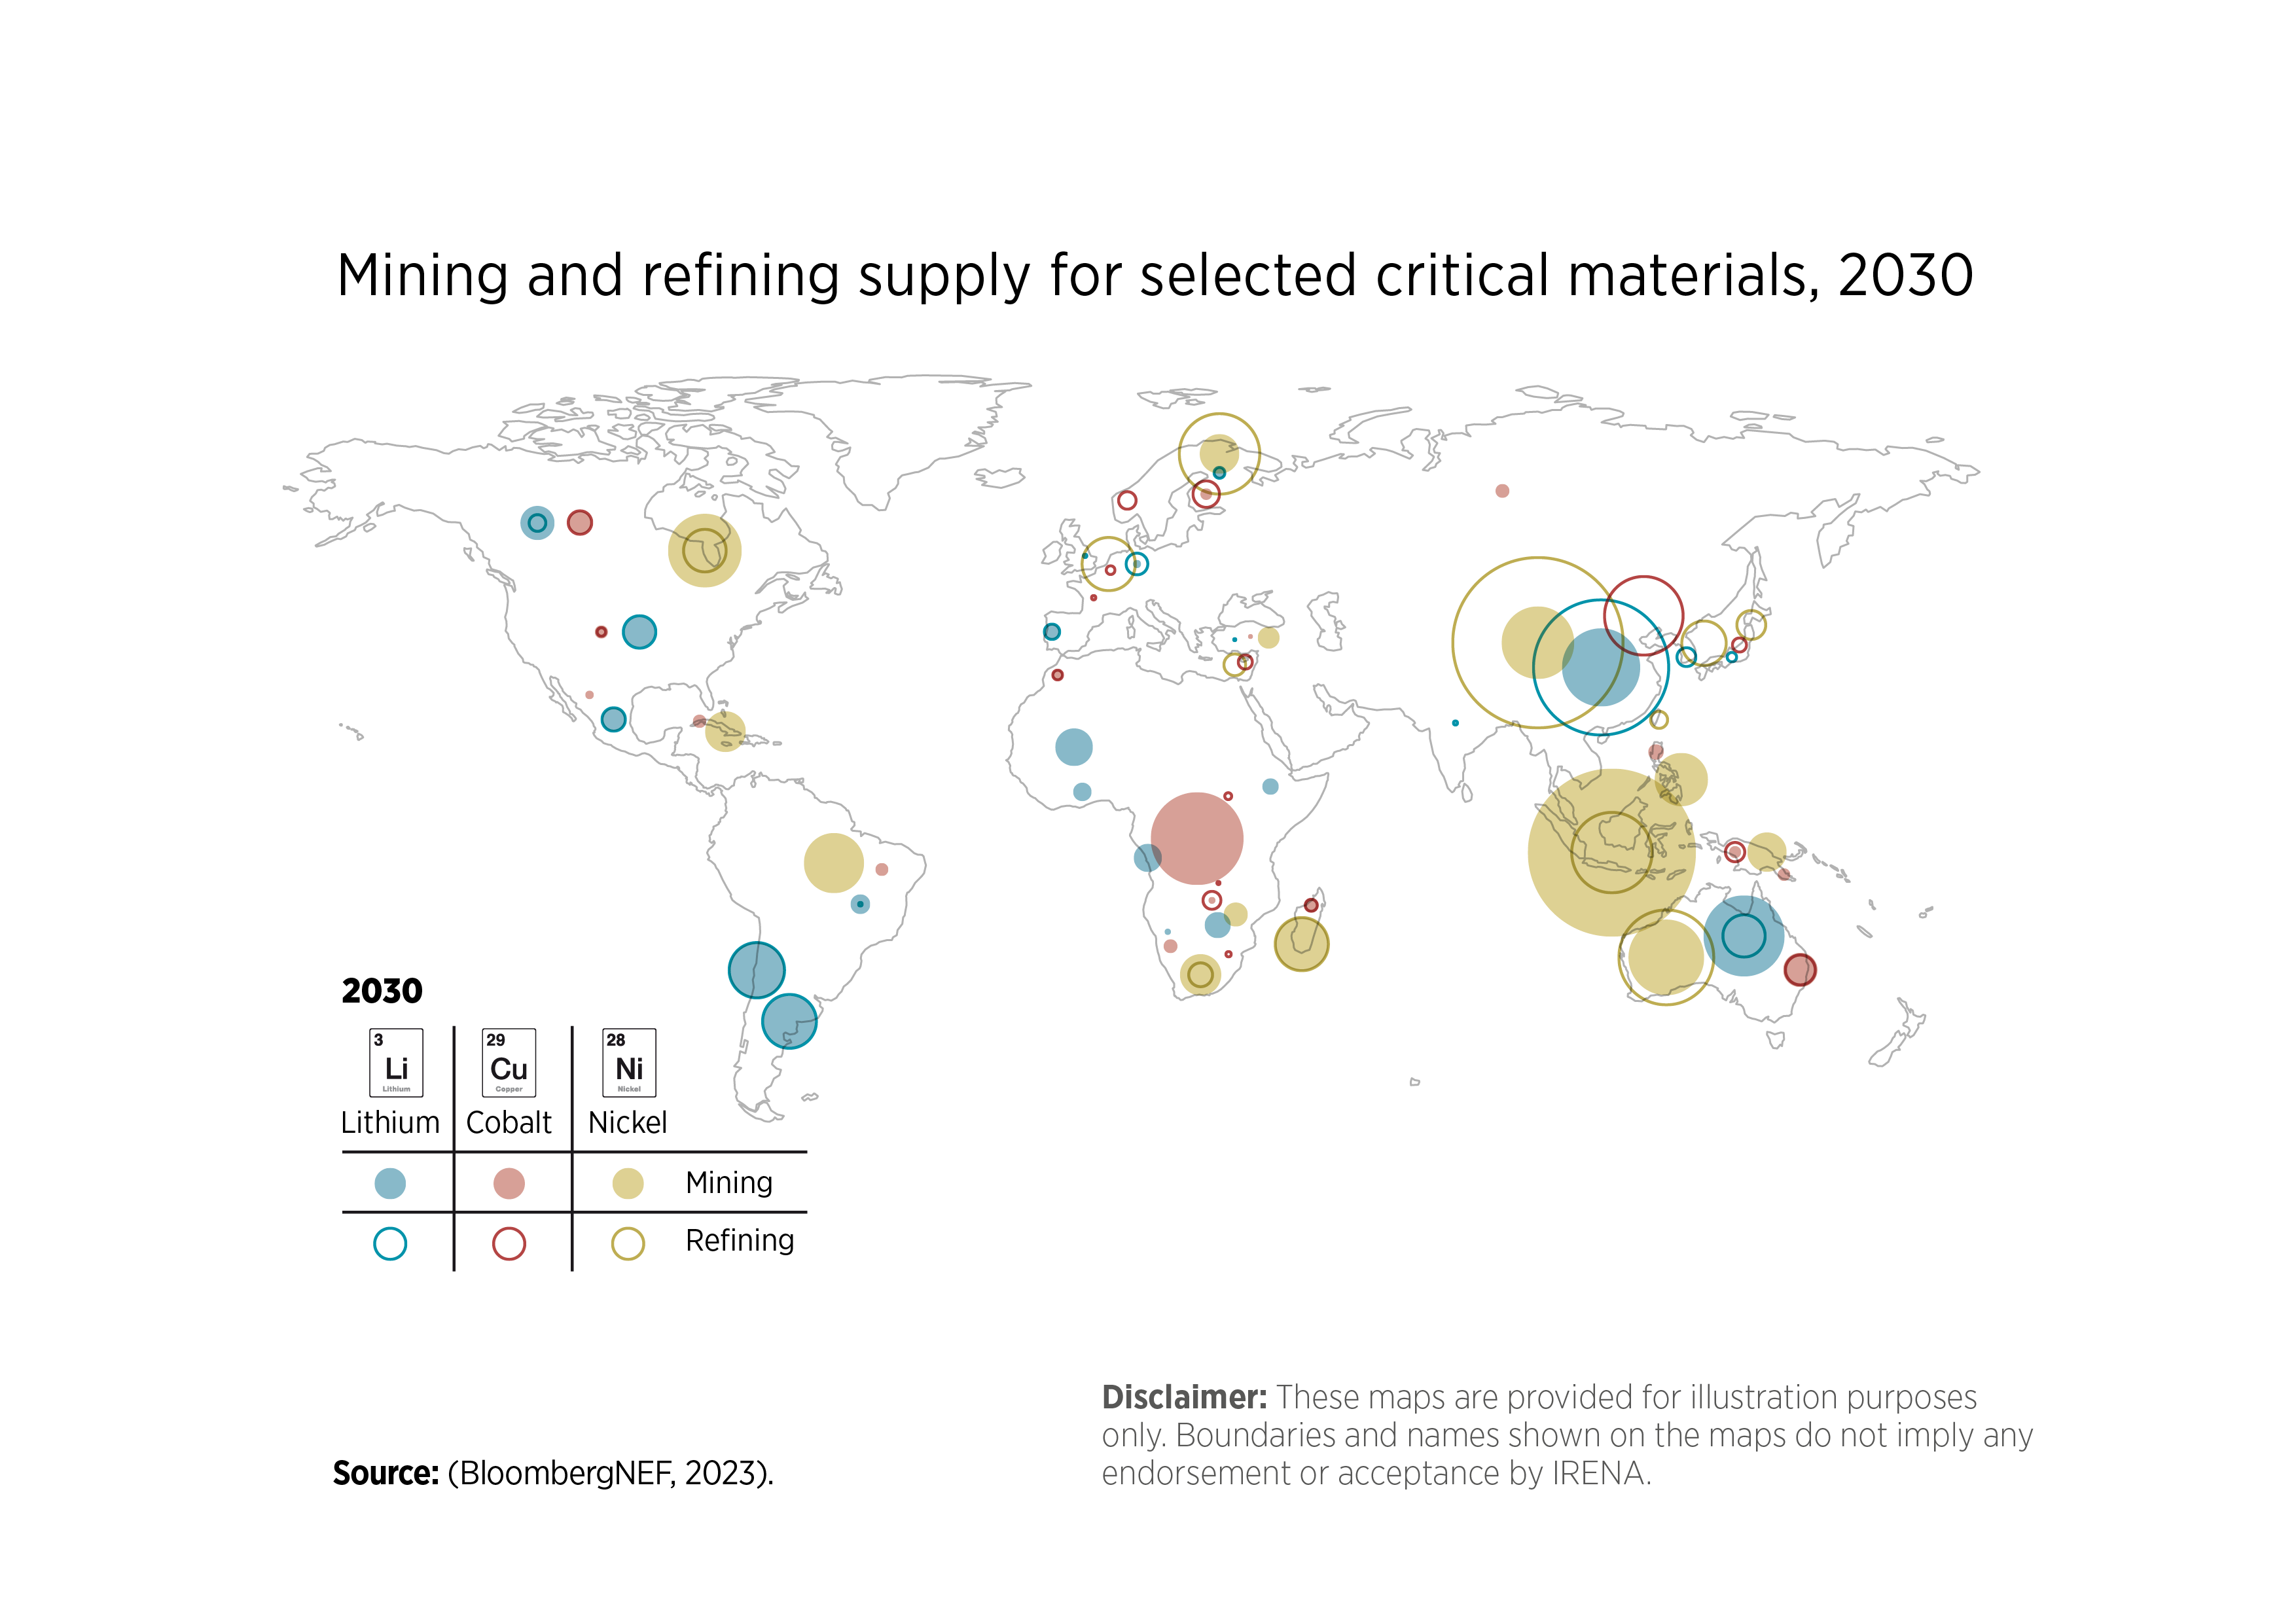 Mining and refining supply for selected critical materials, 2030
2030
3 29 28
Li Cu Ni
Lithium Copper Nickel
Lithium Cobalt Nickel
Mining
Refining
Disclaimer: These maps are provided for illustration purposes
only. Boundaries and names shown on the maps do not imply any
endorsement or acceptance by IRENA.
Source: (BloombergNEF, 2023).